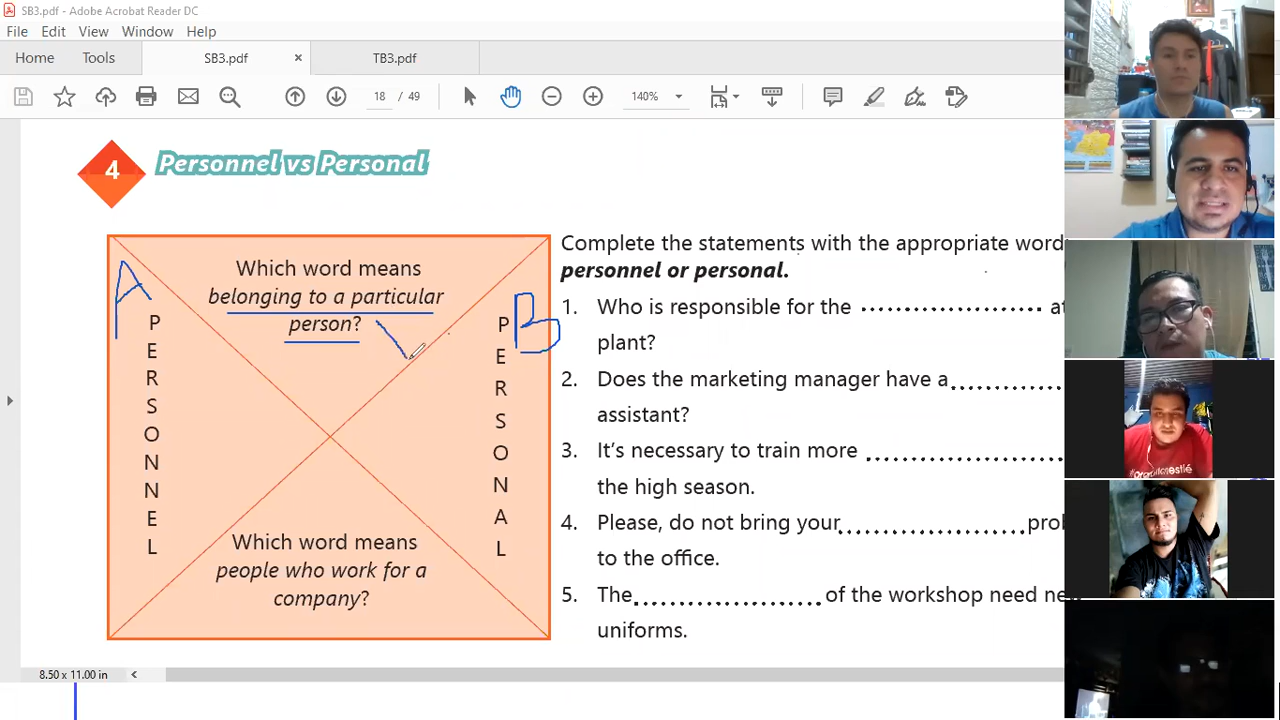 SB3.pdf - Adobe Acrobat Reader DC
File Edit View Window Help
Home Tools SB3.pdf × TB3.pdf
18 / 49 140%
4 Personnel vs Personal
A
B
Which word means
belonging to a particular
person?
PERSONNEL
PERSONAL
Which word means
people who work for a
company?
Complete the statements with the appropriate word
personnel or personal.
1. Who is responsible for the ........................ at
plant?
2. Does the marketing manager have a................
assistant?
3. It's necessary to train more ........................
the high season.
4. Please, do not bring your........................
to the office.
5. The........................ of the workshop need
uniforms.
8.50 x 11.00 in